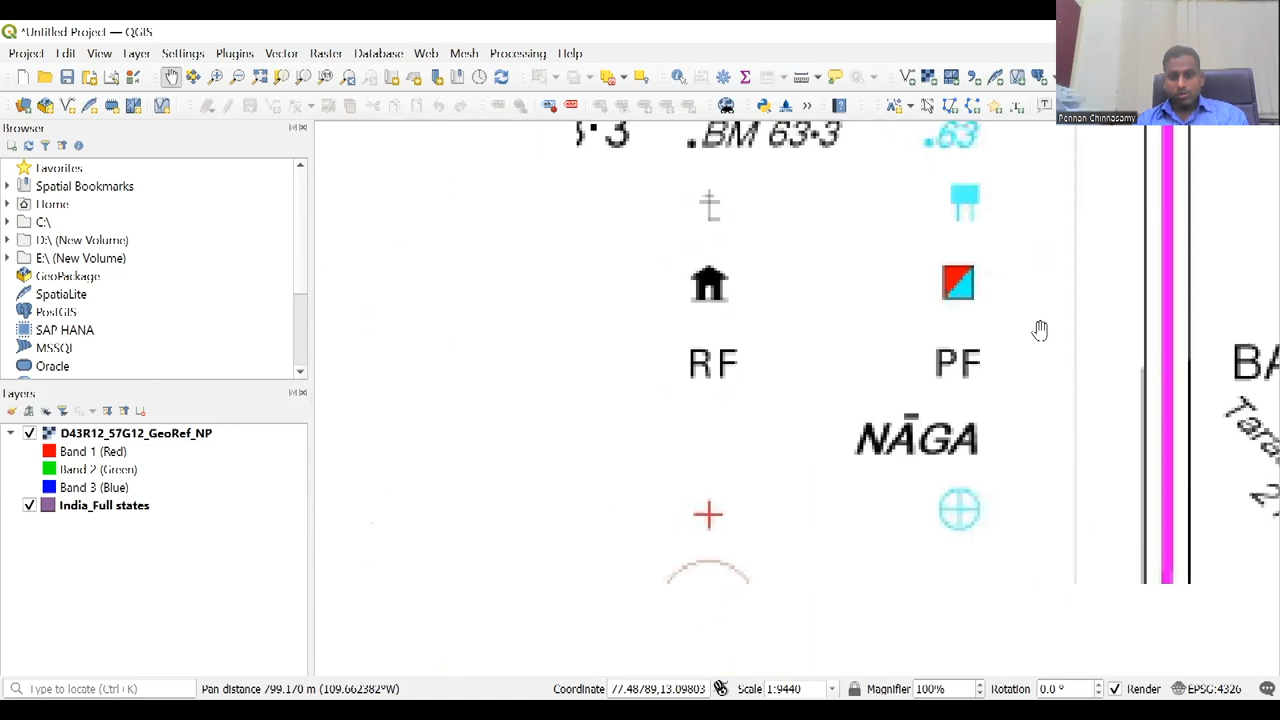 *Untitled Project — QGIS
Project Edit View Layer Settings Plugins Vector Raster Database Web Mesh Processing Help
Pennan Chinnasamy
Browser
Favorites
Spatial Bookmarks
Home
C:\
D:\ (New Volume)
E:\ (New Volume)
GeoPackage
SpatiaLite
PostGIS
SAP HANA
MSSQL
Oracle
Layers
D43R12_57G12_GeoRef_NP
Band 1 (Red)
Band 2 (Green)
Band 3 (Blue)
India_Full states
.BM 63·3 .63
RF PF
NĀGA
BA
Tara
Type to locate (Ctrl+K) Pan distance 799.170 m (109.662382°W) Coordinate 77.48789,13.09803 Scale 1:9440 Magnifier 100% Rotation 0.0 ° Render EPSG:4326